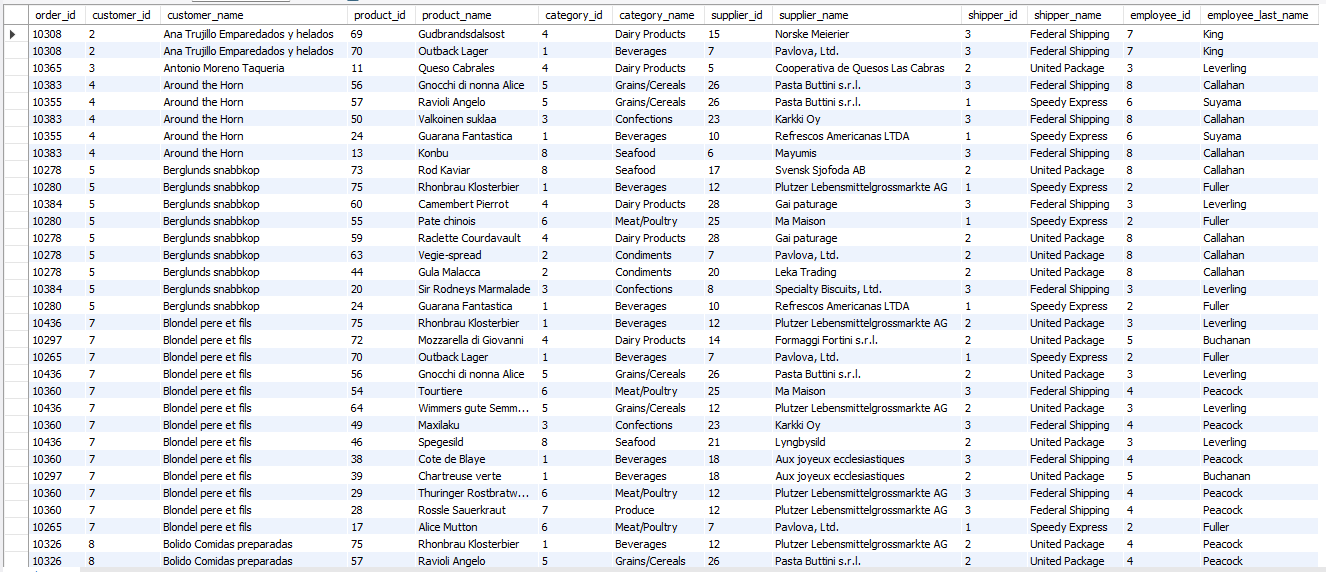 order_id customer_id customer_name product_id product_name category_id category_name supplier_id supplier_name shipper_id shipper_name employee_id employee_last_name
10308 2 Ana Trujillo Emparedados y helados 69 Gudbrandsdalsost 4 Dairy Products 15 Norske Meierier 3 Federal Shipping 7 King
10308 2 Ana Trujillo Emparedados y helados 70 Outback Lager 1 Beverages 7 Pavlova, Ltd. 3 Federal Shipping 7 King
10365 3 Antonio Moreno Taqueria 11 Queso Cabrales 4 Dairy Products 5 Cooperativa de Quesos Las Cabras 2 United Package 3 Leverling
10383 4 Around the Horn 56 Gnocchi di nonna Alice 5 Grains/Cereals 26 Pasta Buttini s.r.l. 3 Federal Shipping 8 Callahan
10355 4 Around the Horn 57 Ravioli Angelo 5 Grains/Cereals 26 Pasta Buttini s.r.l. 1 Speedy Express 6 Suyama
10383 4 Around the Horn 50 Valkoinen suklaa 3 Confections 23 Karkki Oy 3 Federal Shipping 8 Callahan
10355 4 Around the Horn 24 Guarana Fantastica 1 Beverages 10 Refrescos Americanas LTDA 1 Speedy Express 6 Suyama
10383 4 Around the Horn 13 Konbu 8 Seafood 6 Mayumis 3 Federal Shipping 8 Callahan
10278 5 Berglunds snabbkop 73 Rod Kaviar 8 Seafood 17 Svensk Sjofoda AB 2 United Package 8 Callahan
10280 5 Berglunds snabbkop 75 Rhonbrau Klosterbier 1 Beverages 12 Plutzer Lebensmittelgrossmarkte AG 1 Speedy Express 2 Fuller
10384 5 Berglunds snabbkop 60 Camembert Pierrot 4 Dairy Products 28 Gai paturage 3 Federal Shipping 3 Leverling
10280 5 Berglunds snabbkop 55 Pate chinois 6 Meat/Poultry 25 Ma Maison 1 Speedy Express 2 Fuller
10278 5 Berglunds snabbkop 59 Raclette Courdavault 4 Dairy Products 28 Gai paturage 2 United Package 8 Callahan
10278 5 Berglunds snabbkop 63 Vegie-spread 2 Condiments 7 Pavlova, Ltd. 2 United Package 8 Callahan
10278 5 Berglunds snabbkop 44 Gula Malacca 2 Condiments 20 Leka Trading 2 United Package 8 Callahan
10384 5 Berglunds snabbkop 20 Sir Rodneys Marmalade 3 Confections 8 Specialty Biscuits, Ltd. 3 Federal Shipping 3 Leverling
10280 5 Berglunds snabbkop 24 Guarana Fantastica 1 Beverages 10 Refrescos Americanas LTDA 1 Speedy Express 2 Fuller
10436 7 Blondel pere et fils 75 Rhonbrau Klosterbier 1 Beverages 12 Plutzer Lebensmittelgrossmarkte AG 2 United Package 3 Leverling
10297 7 Blondel pere et fils 72 Mozzarella di Giovanni 4 Dairy Products 14 Formaggi Fortini s.r.l. 2 United Package 5 Buchanan
10265 7 Blondel pere et fils 70 Outback Lager 1 Beverages 7 Pavlova, Ltd. 1 Speedy Express 2 Fuller
10436 7 Blondel pere et fils 56 Gnocchi di nonna Alice 5 Grains/Cereals 26 Pasta Buttini s.r.l. 2 United Package 3 Leverling
10360 7 Blondel pere et fils 54 Tourtiere 6 Meat/Poultry 25 Ma Maison 3 Federal Shipping 4 Peacock
10436 7 Blondel pere et fils 64 Wimmers gute Semm... 5 Grains/Cereals 12 Plutzer Lebensmittelgrossmarkte AG 2 United Package 3 Leverling
10360 7 Blondel pere et fils 49 Maxilaku 3 Confections 23 Karkki Oy 3 Federal Shipping 4 Peacock
10436 7 Blondel pere et fils 46 Spegesild 8 Seafood 21 Lyngbysild 2 United Package 3 Leverling
10360 7 Blondel pere et fils 38 Cote de Blaye 1 Beverages 18 Aux joyeux ecclesiastiques 3 Federal Shipping 4 Peacock
10297 7 Blondel pere et fils 39 Chartreuse verte 1 Beverages 18 Aux joyeux ecclesiastiques 2 United Package 5 Buchanan
10360 7 Blondel pere et fils 29 Thuringer Rostbratw... 6 Meat/Poultry 12 Plutzer Lebensmittelgrossmarkte AG 3 Federal Shipping 4 Peacock
10360 7 Blondel pere et fils 28 Rossle Sauerkraut 7 Produce 12 Plutzer Lebensmittelgrossmarkte AG 3 Federal Shipping 4 Peacock
10265 7 Blondel pere et fils 17 Alice Mutton 6 Meat/Poultry 7 Pavlova, Ltd. 1 Speedy Express 2 Fuller
10326 8 Bolido Comidas preparadas 75 Rhonbrau Klosterbier 1 Beverages 12 Plutzer Lebensmittelgrossmarkte AG 2 United Package 4 Peacock
10326 8 Bolido Comidas preparadas 57 Ravioli Angelo 5 Grains/Cereals 26 Pasta Buttini s.r.l. 2 United Package 4 Peacock